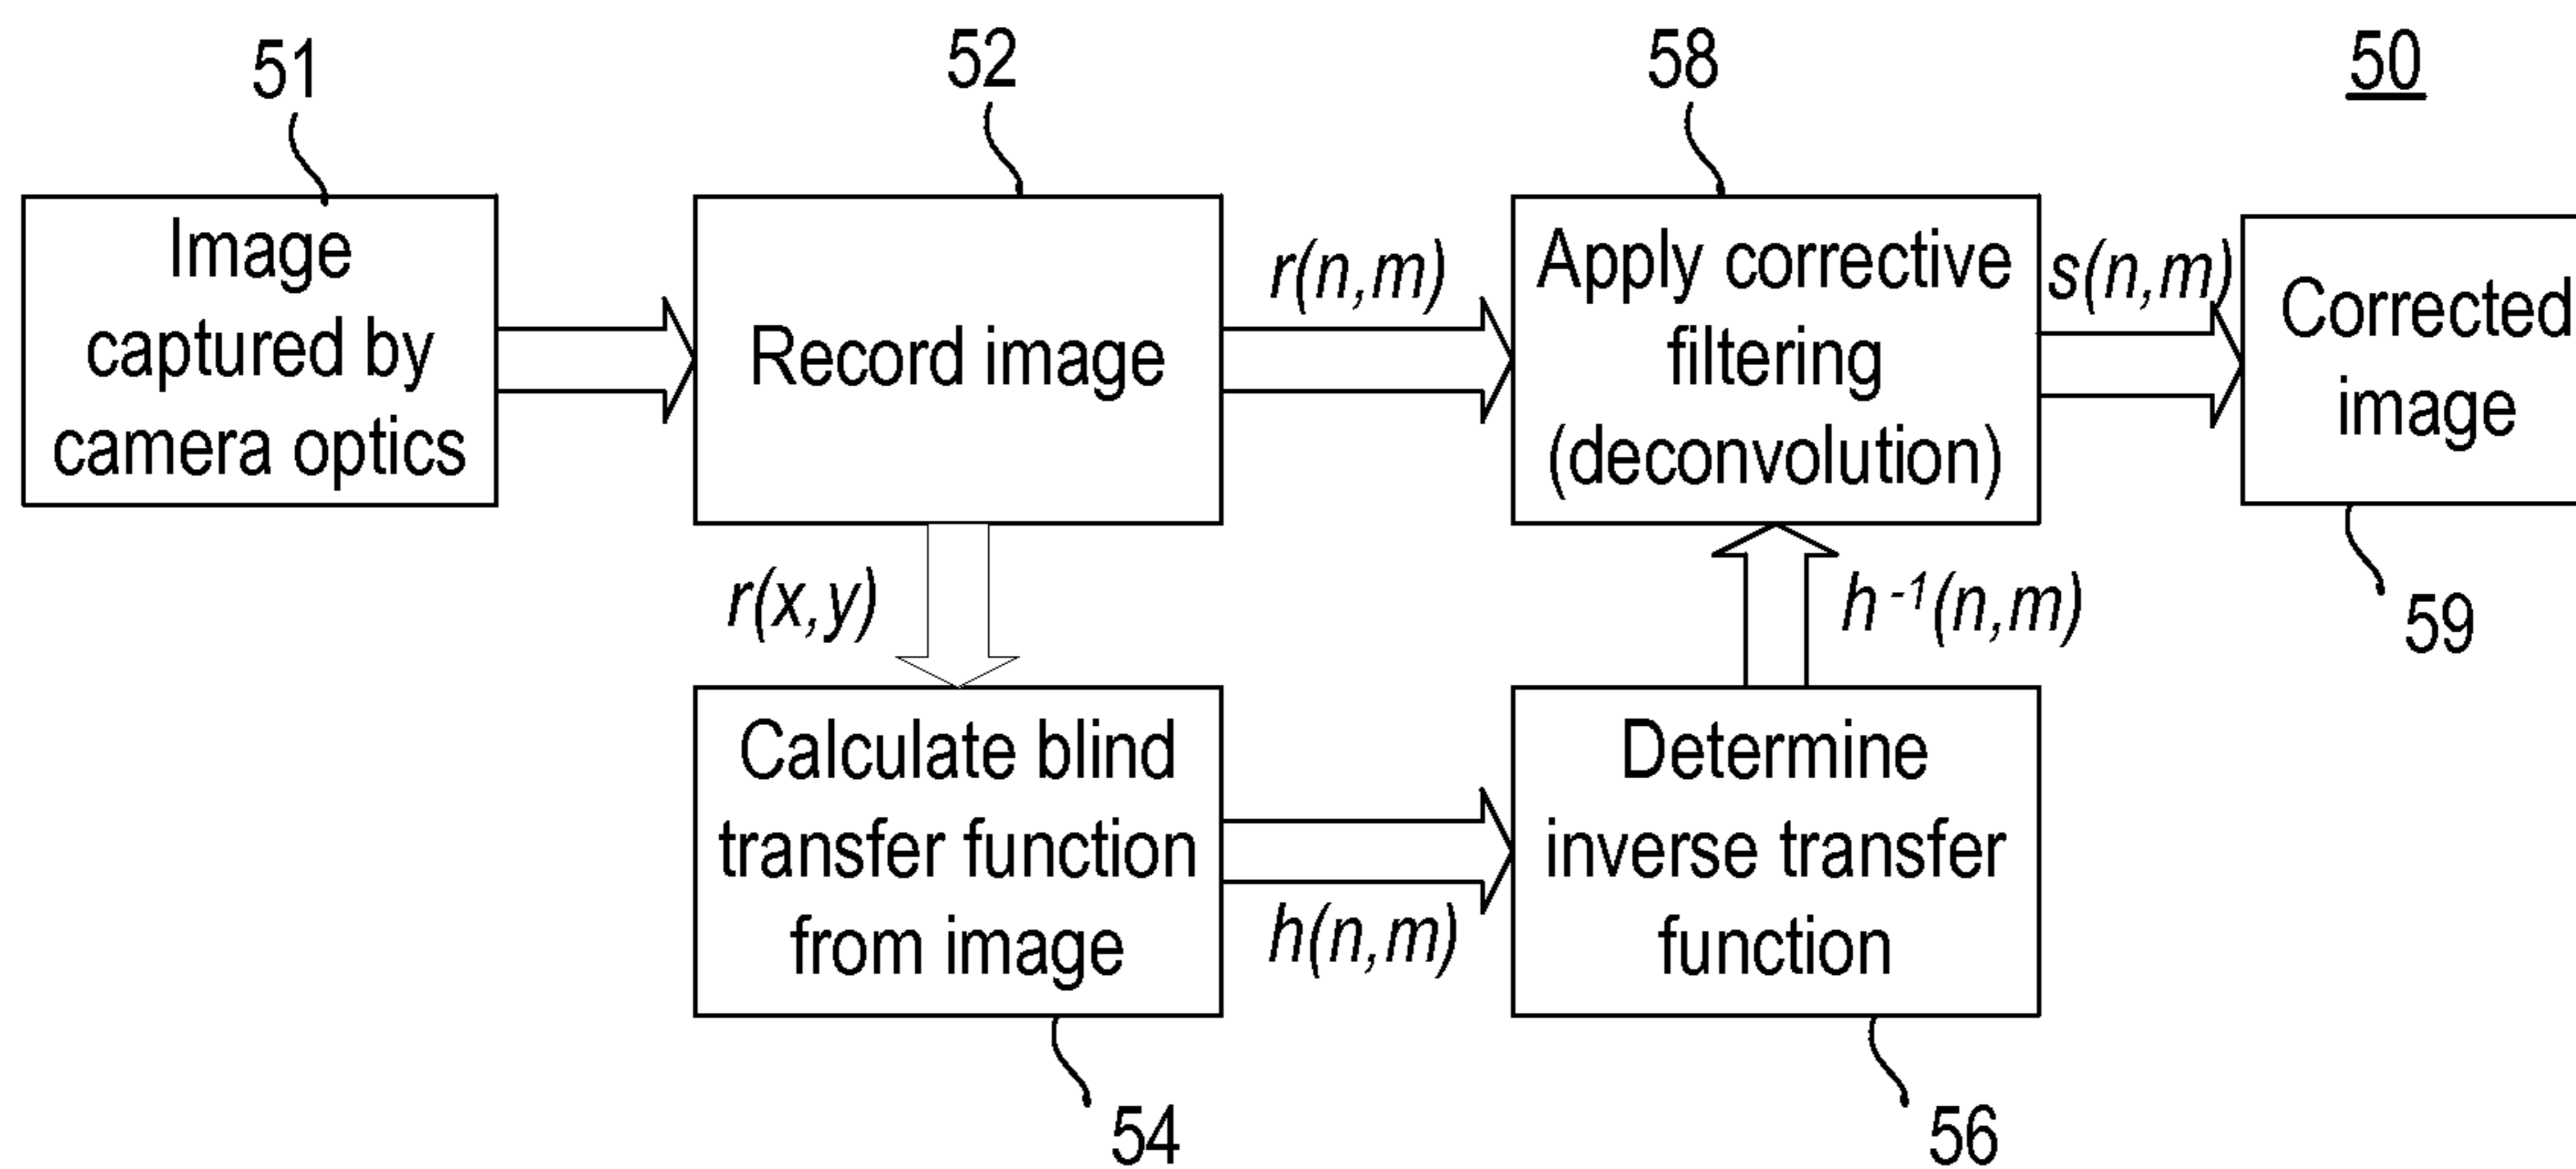 51
52
58
50
Image
captured by
camera optics
Record image
r(n,m)
Apply corrective
filtering
(deconvolution)
s(n,m)
Corrected
image
59
r(x,y)
h⁻¹(n,m)
Calculate blind
transfer function
from image
h(n,m)
Determine
inverse transfer
function
54
56